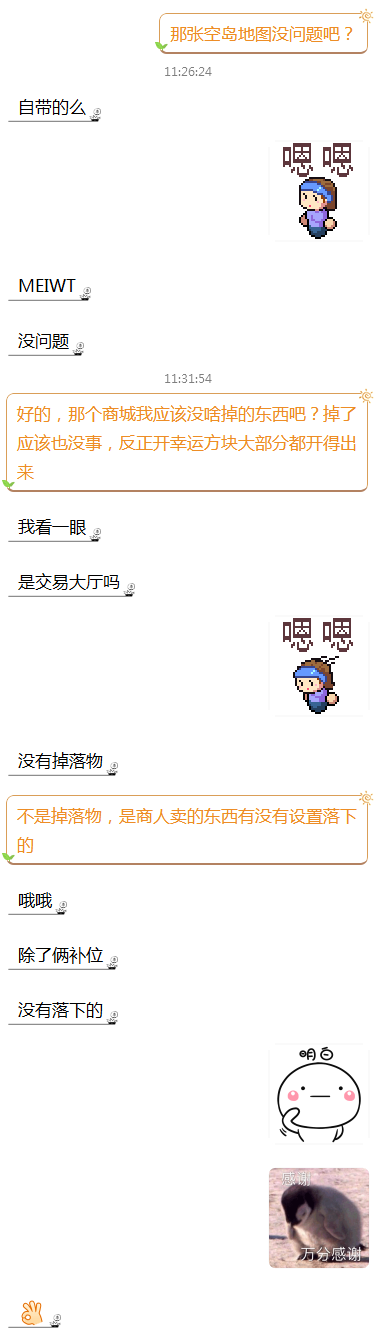 那张空岛地图没问题吧？
11:26:24
自带的么
嗯 嗯
MEIWT
没问题
11:31:54
好的，那个商城我应该没啥掉的东西吧？掉了
应该也没事，反正开幸运方块大部分都开得出
来
我看一眼
是交易大厅吗
嗯 嗯
没有掉落物
不是掉落物，是商人卖的东西有没有设置落下
的
哦哦
除了俩补位
没有落下的
明白
感谢
万分感谢